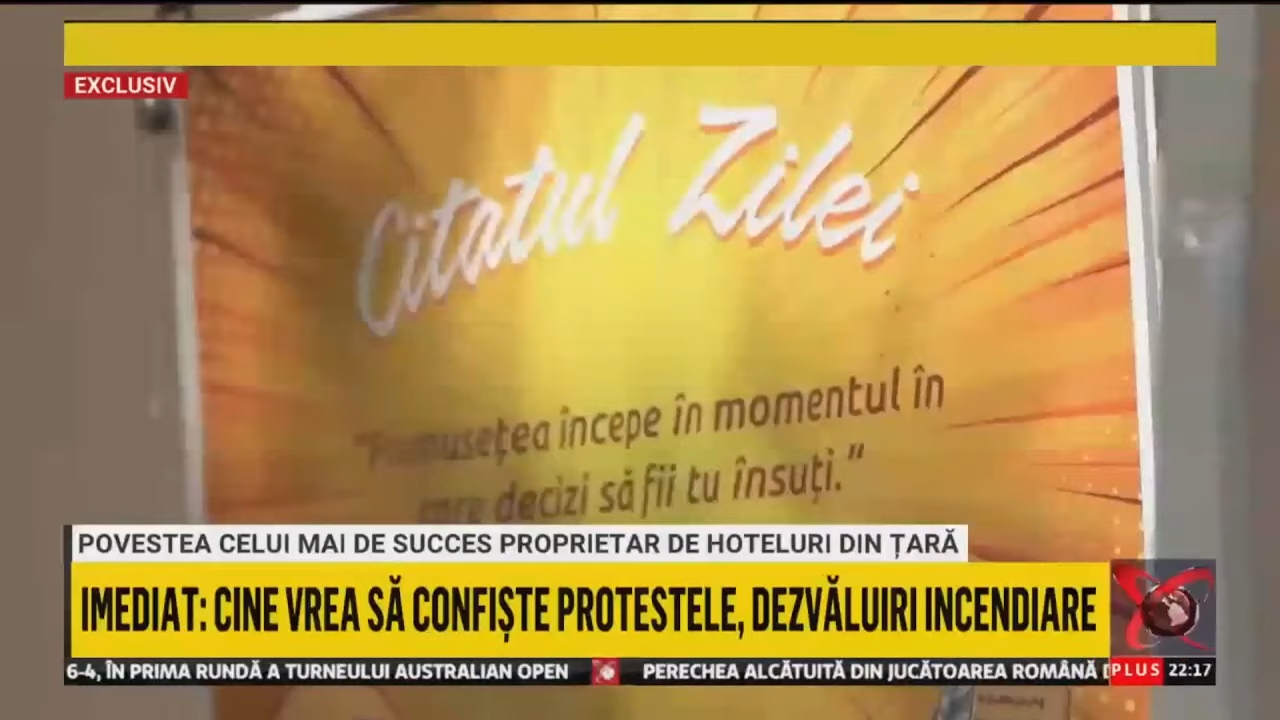 EXCLUSIV
Citatul Zilei
"Frumusețea începe în momentul în
care decizi să fii tu însuți."
POVESTEA CELUI MAI DE SUCCES PROPRIETAR DE HOTELURI DIN ȚARĂ
IMEDIAT: CINE VREA SĂ CONFIȘTE PROTESTELE, DEZVĂLUIRI INCENDIARE
6-4, ÎN PRIMA RUNDĂ A TURNEULUI AUSTRALIAN OPEN PERECHEA ALCĂTUITĂ DIN JUCĂTOAREA ROMÂNĂ PLUS 22:17